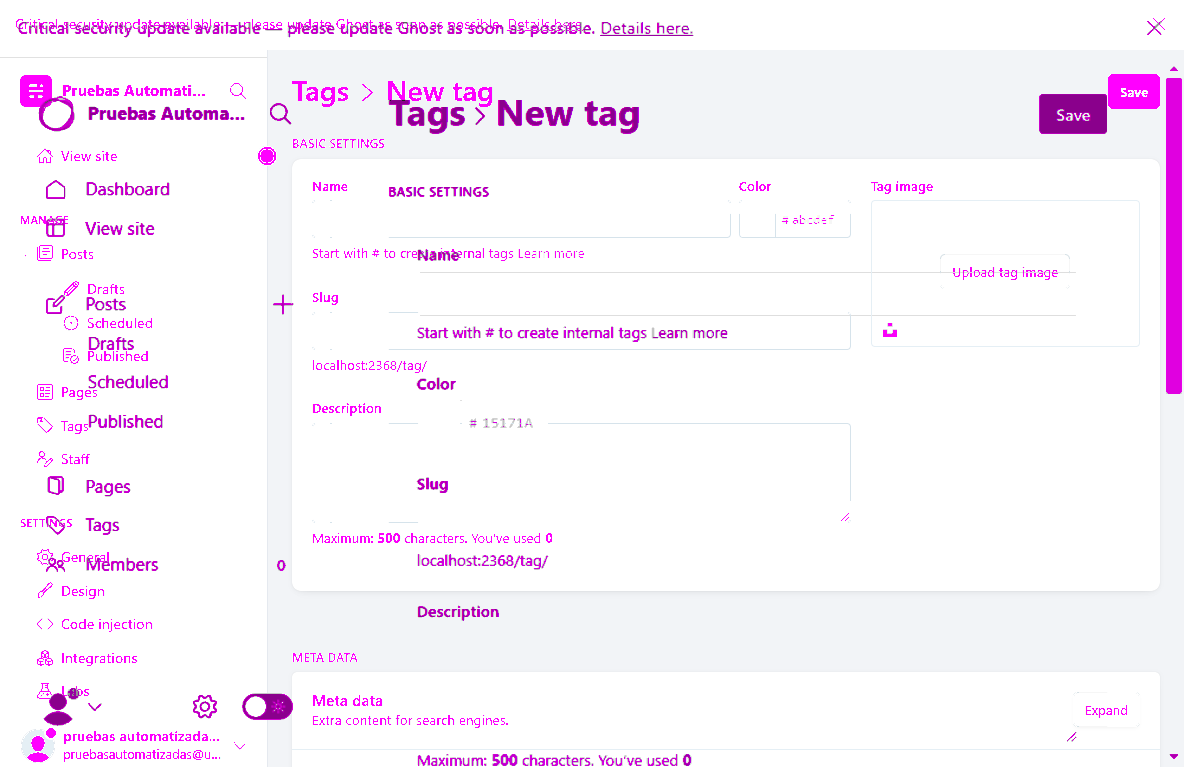 Critical security update available — please update Ghost as soon as possible. Details here.
Critical security update available — please update Ghost as soon as possible. Details here.
Pruebas Automati...
Pruebas Automa...
Tags > New tag
Tags > New tag
Save
Save
View site
Dashboard
MANAGE
View site
Posts
Drafts
Posts
Scheduled
Drafts
Published
Scheduled
Pages
Published
Tags
Staff
Pages
SETTINGS
Tags
General
Members
0
Design
Code injection
Integrations
Labs
pruebas automatizada...
pruebasautomatizadas@u...
BASIC SETTINGS
Name
BASIC SETTINGS
Color
Tag image
# abcdef
Start with # to create internal tags Learn more
Name
Upload tag image
Slug
Start with # to create internal tags Learn more
localhost:2368/tag/
Color
Description
# 15171A
Slug
Maximum: 500 characters. You've used 0
localhost:2368/tag/
Description
META DATA
Meta data
Extra content for search engines.
Expand
Maximum: 500 characters. You've used 0